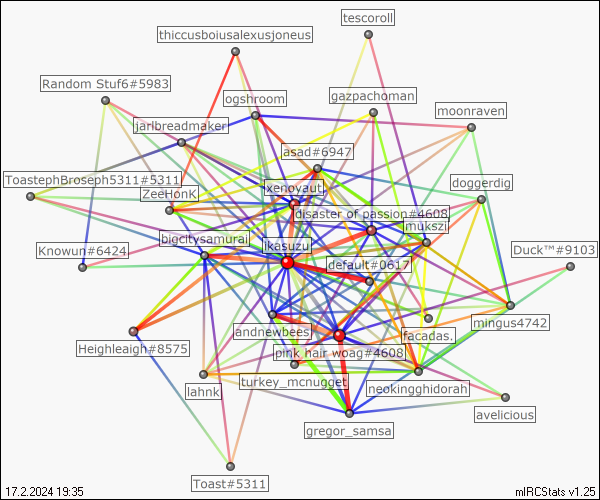 tescoroll
thiccusboiusalexusjoneus
Random Stuf6#5983
ogshroom
gazpachoman
moonraven
jarlbreadmaker
asad#6947
ToastephBroseph5311#5311
ZeeHonK
xenovaut
doggerdig
disaster of passion#4608
mukszil
bigcitysamurai
ikasuzu
Knowun#6424
default#0617
Duck™#9103
andnewbees
facadas.
mingus4742
Heighleaigh#8575
pink hair woag#4608
lahnk
turkey_mcnugget
neokingghidorah
avelicious
gregor_samsa
Toast#5311
17.2.2024 19:35
mIRCStats v1.25